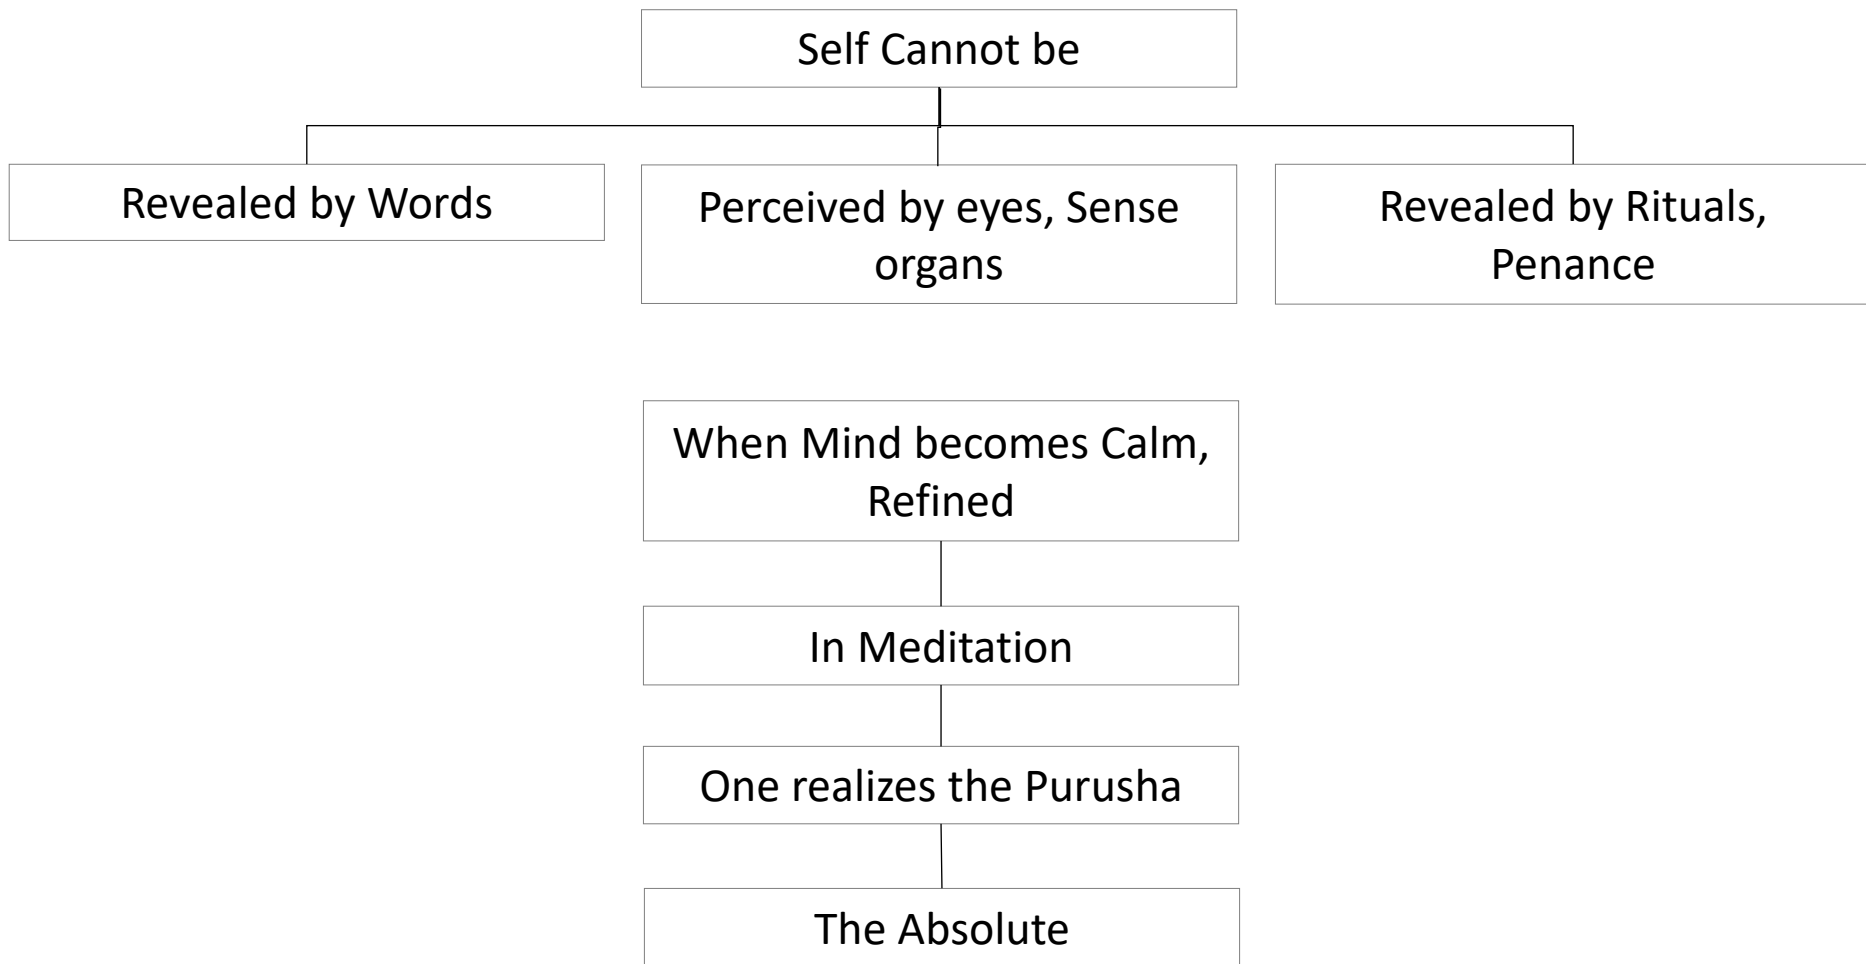 Self Cannot be
Revealed by Words
Perceived by eyes, Sense
organs
Revealed by Rituals,
Penance
When Mind becomes Calm,
Refined
In Meditation
One realizes the Purusha
The Absolute